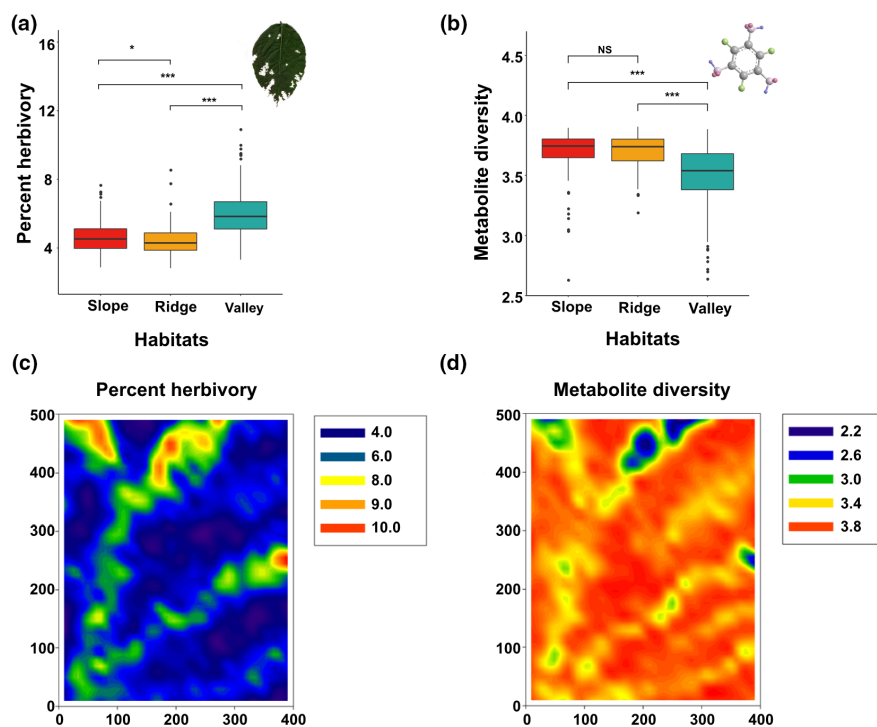 (a)
16
12
8
4
Percent herbivory
*
***
***
Slope Ridge Valley
Habitats
(b)
4.5
4.0
3.5
3.0
2.5
Metabolite diversity
NS
***
***
Slope Ridge Valley
Habitats
(c)
Percent herbivory
500
400
300
200
100
0
0 100 200 300 400
4.0
6.0
8.0
9.0
10.0
(d)
Metabolite diversity
500
400
300
200
100
0
0 100 200 300 400
2.2
2.6
3.0
3.4
3.8